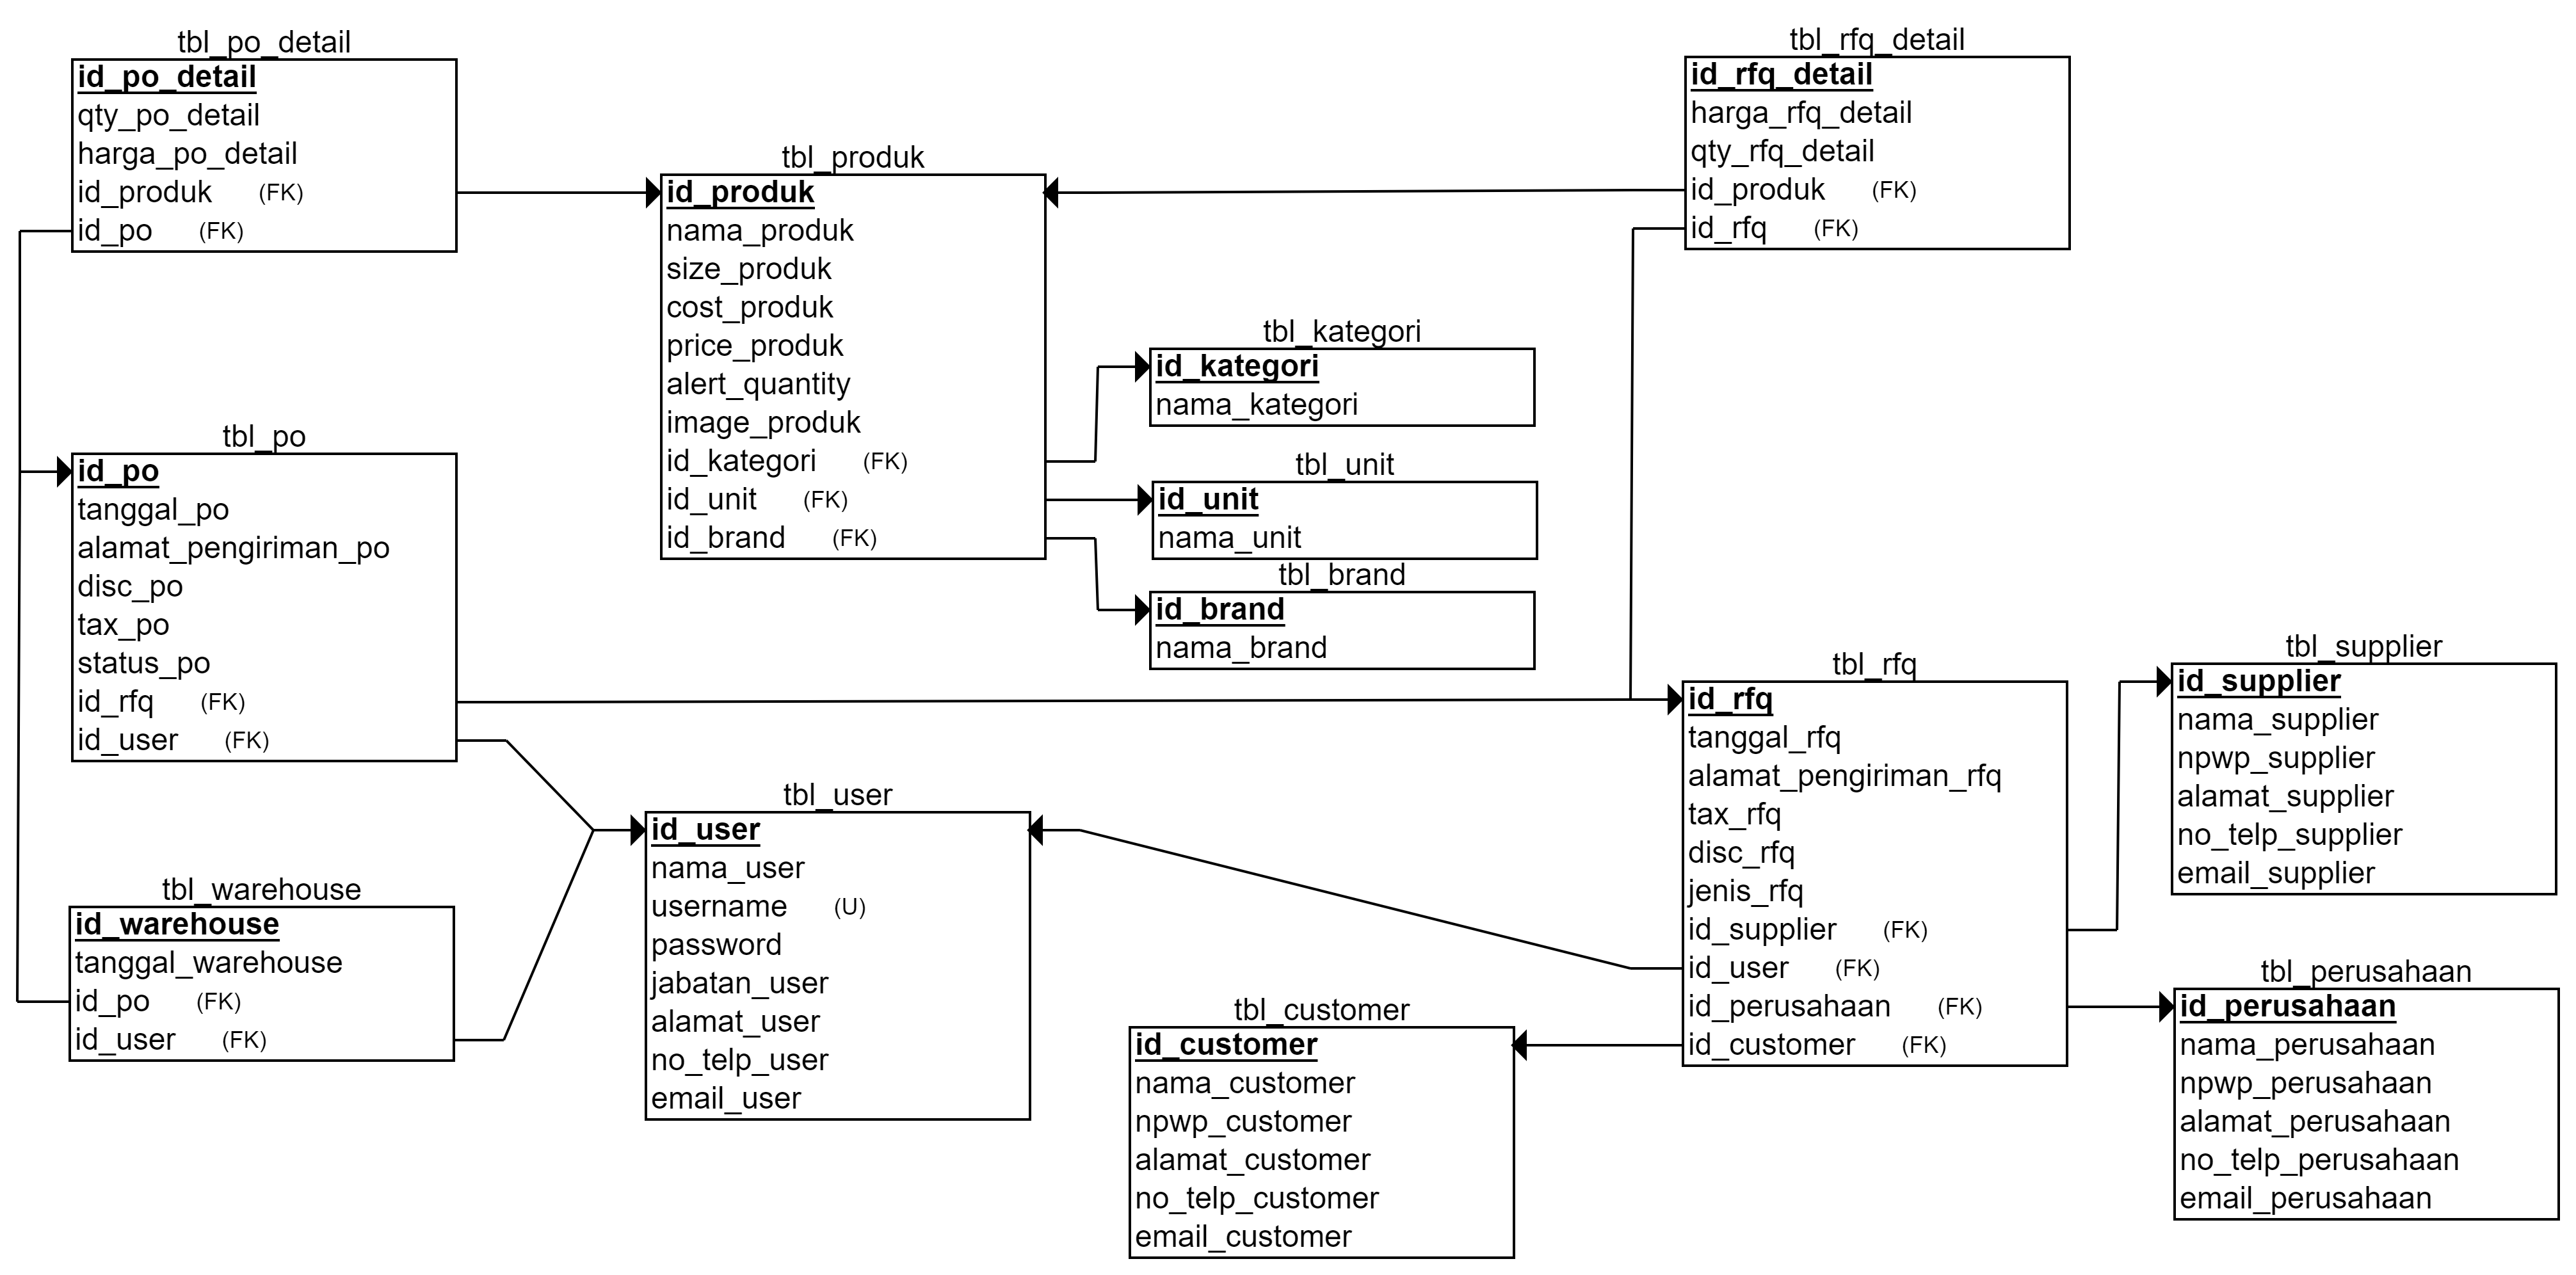 tbl_po_detail
id_po_detail
qty_po_detail
harga_po_detail
id_produk (FK)
id_po (FK)
tbl_produk
id_produk
nama_produk
size_produk
cost_produk
price_produk
alert_quantity
image_produk
id_kategori (FK)
id_unit (FK)
id_brand (FK)
tbl_rfq_detail
id_rfq_detail
harga_rfq_detail
qty_rfq_detail
id_produk (FK)
id_rfq (FK)
tbl_kategori
id_kategori
nama_kategori
tbl_unit
id_unit
nama_unit
tbl_brand
id_brand
nama_brand
tbl_po
id_po
tanggal_po
alamat_pengiriman_po
disc_po
tax_po
status_po
id_rfq (FK)
id_user (FK)
tbl_rfq
id_rfq
tanggal_rfq
alamat_pengiriman_rfq
tax_rfq
disc_rfq
jenis_rfq
id_supplier (FK)
id_user (FK)
id_perusahaan (FK)
id_customer (FK)
tbl_supplier
id_supplier
nama_supplier
npwp_supplier
alamat_supplier
no_telp_supplier
email_supplier
tbl_warehouse
id_warehouse
tanggal_warehouse
id_po (FK)
id_user (FK)
tbl_user
id_user
nama_user
username (U)
password
jabatan_user
alamat_user
no_telp_user
email_user
tbl_customer
id_customer
nama_customer
npwp_customer
alamat_customer
no_telp_customer
email_customer
tbl_perusahaan
id_perusahaan
nama_perusahaan
npwp_perusahaan
alamat_perusahaan
no_telp_perusahaan
email_perusahaan